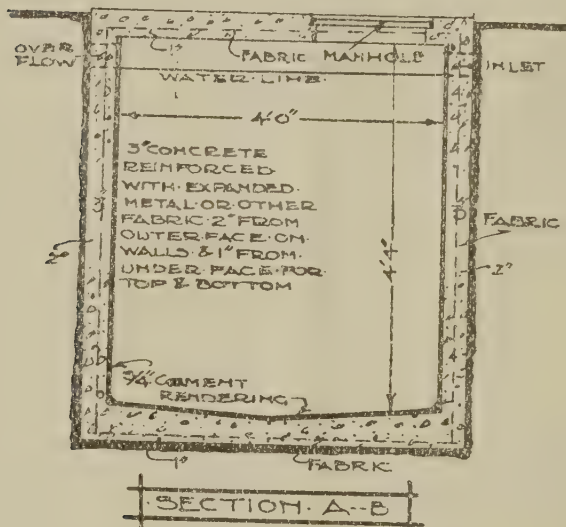 OVER
FLOW
1"
FABRIC MANHOLE
INLET
WATER LINE.
4'0"
3" CONCRETE
REINFORCED
WITH EXPANDED
METAL OR OTHER
FABRIC 2" FROM
OUTER FACE ON
WALLS & 1" FROM
UNDER FACE FOR
TOP & BOTTOM
FABRIC
2"
4'4"
2"
3/4" CEMENT
RENDERING
1"
FABRIC
SECTION A--B